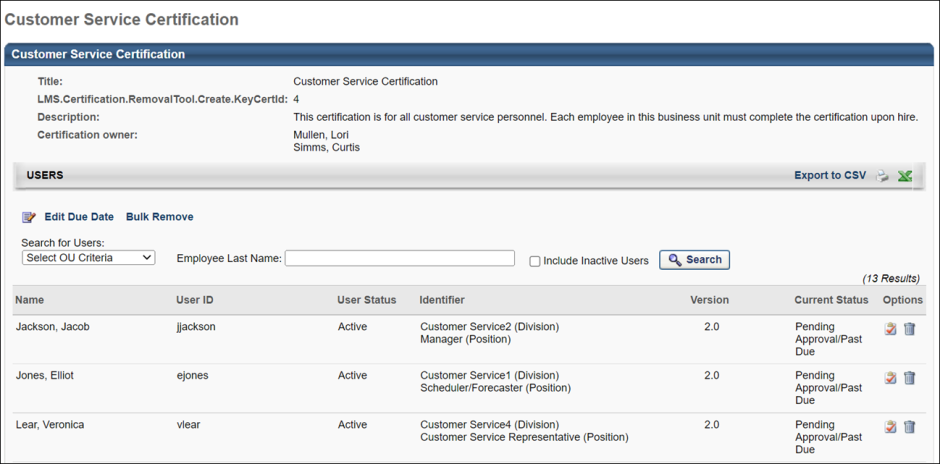 Customer Service Certification
Customer Service Certification
Title: Customer Service Certification
LMS.Certification.RemovalTool.Create.KeyCertId: 4
Description: This certification is for all customer service personnel. Each employee in this business unit must complete the certification upon hire.
Certification owner: Mullen, Lori
Simms, Curtis
USERS Export to CSV
Edit Due Date Bulk Remove
Search for Users:
Select OU Criteria Employee Last Name: Include Inactive Users Search
(13 Results)
Name User ID User Status Identifier Version Current Status Options
Jackson, Jacob jjackson Active Customer Service2 (Division) 2.0 Pending
Manager (Position) Approval/Past
Due
Jones, Elliot ejones Active Customer Service1 (Division) 2.0 Pending
Scheduler/Forecaster (Position) Approval/Past
Due
Lear, Veronica vlear Active Customer Service4 (Division) 2.0 Pending
Customer Service Representative (Position) Approval/Past
Due